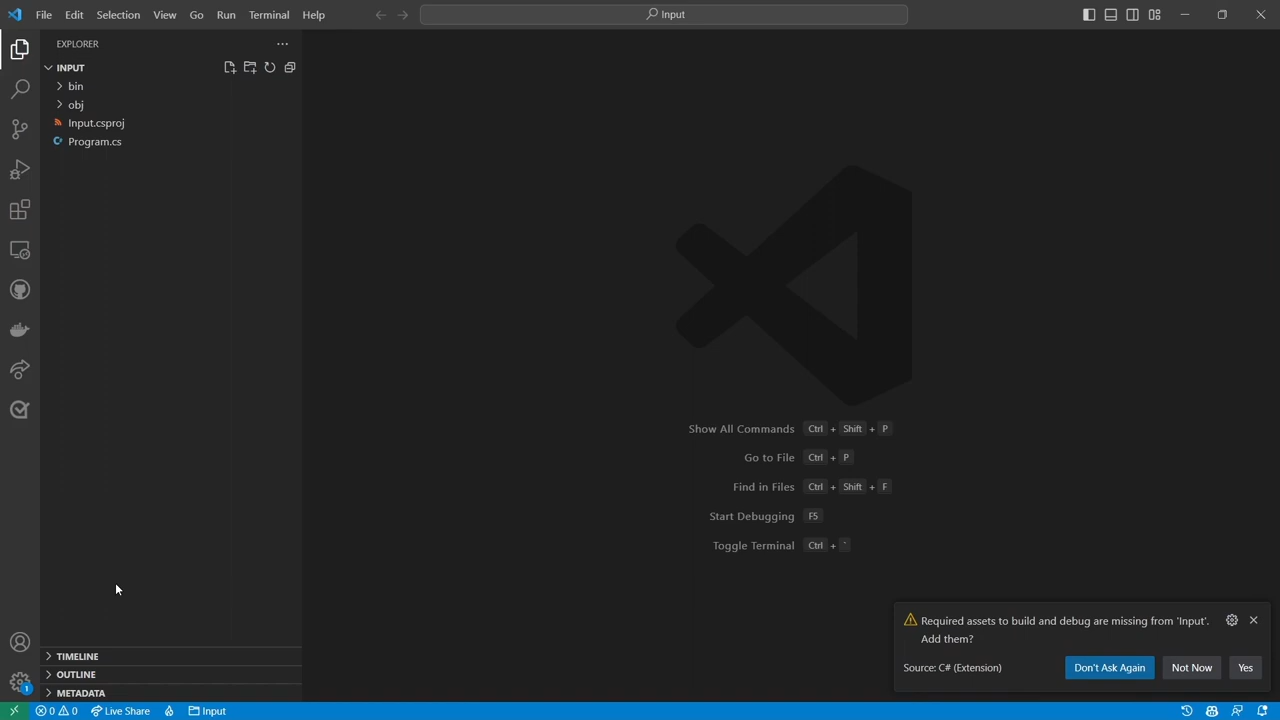 File Edit Selection View Go Run Terminal Help
Input
EXPLORER
INPUT
bin
obj
Input.csproj
Program.cs
Show All Commands Ctrl + Shift + P
Go to File Ctrl + P
Find in Files Ctrl + Shift + F
Start Debugging F5
Toggle Terminal Ctrl + `
Required assets to build and debug are missing from 'Input'.
Add them?
Source: C# (Extension) Don't Ask Again Not Now Yes
TIMELINE
OUTLINE
METADATA
1
0 0 Live Share Input